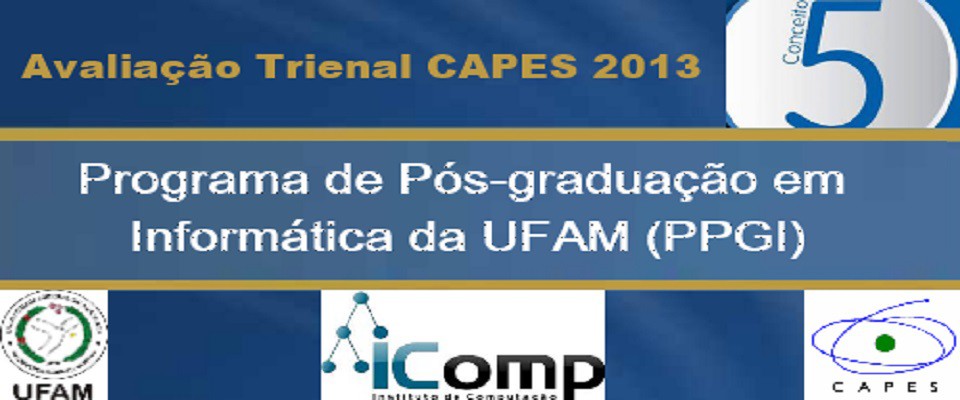 Avaliação Trienal CAPES 2013
Conceito
5
Programa de Pós-graduação em
Informática da UFAM (PPGI)
UFAM
iComp
Instituto de Computação
CAPES